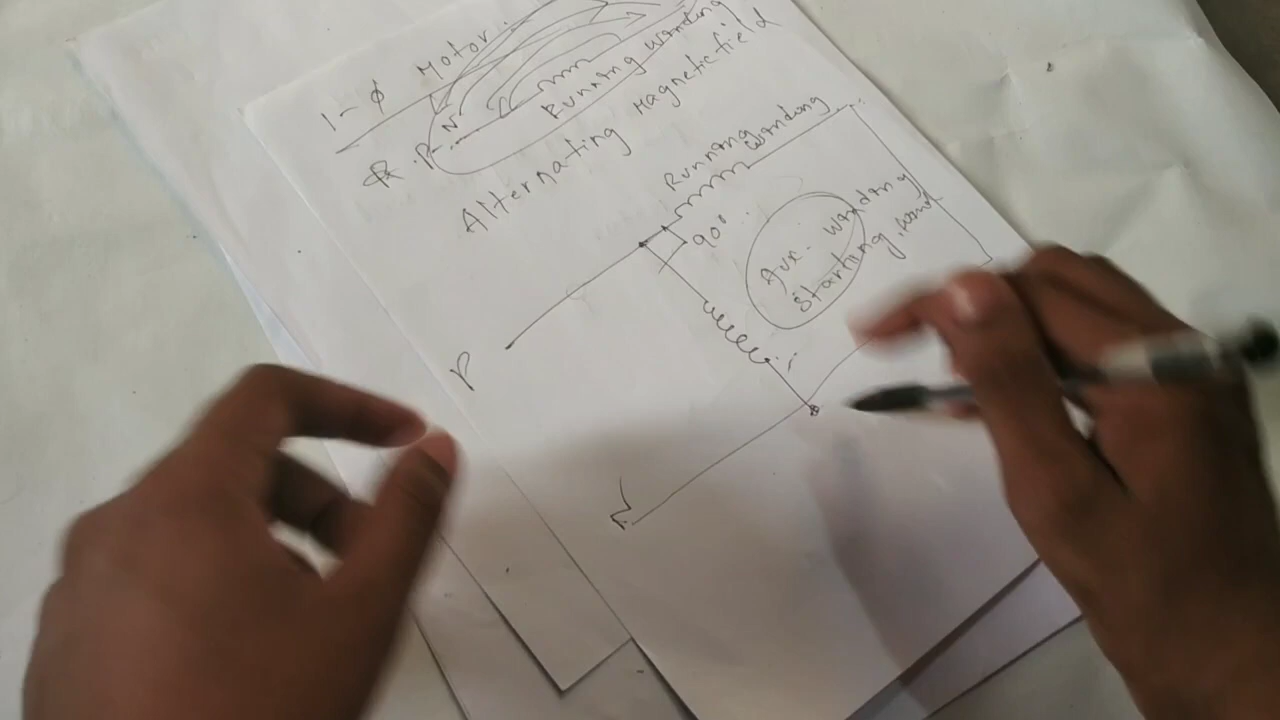 1-φ Motor
R.P-N
Running Winding
Alternating Magnetic field
Running Winding
90°
Aux- Winding
Starting. Wind
P
N